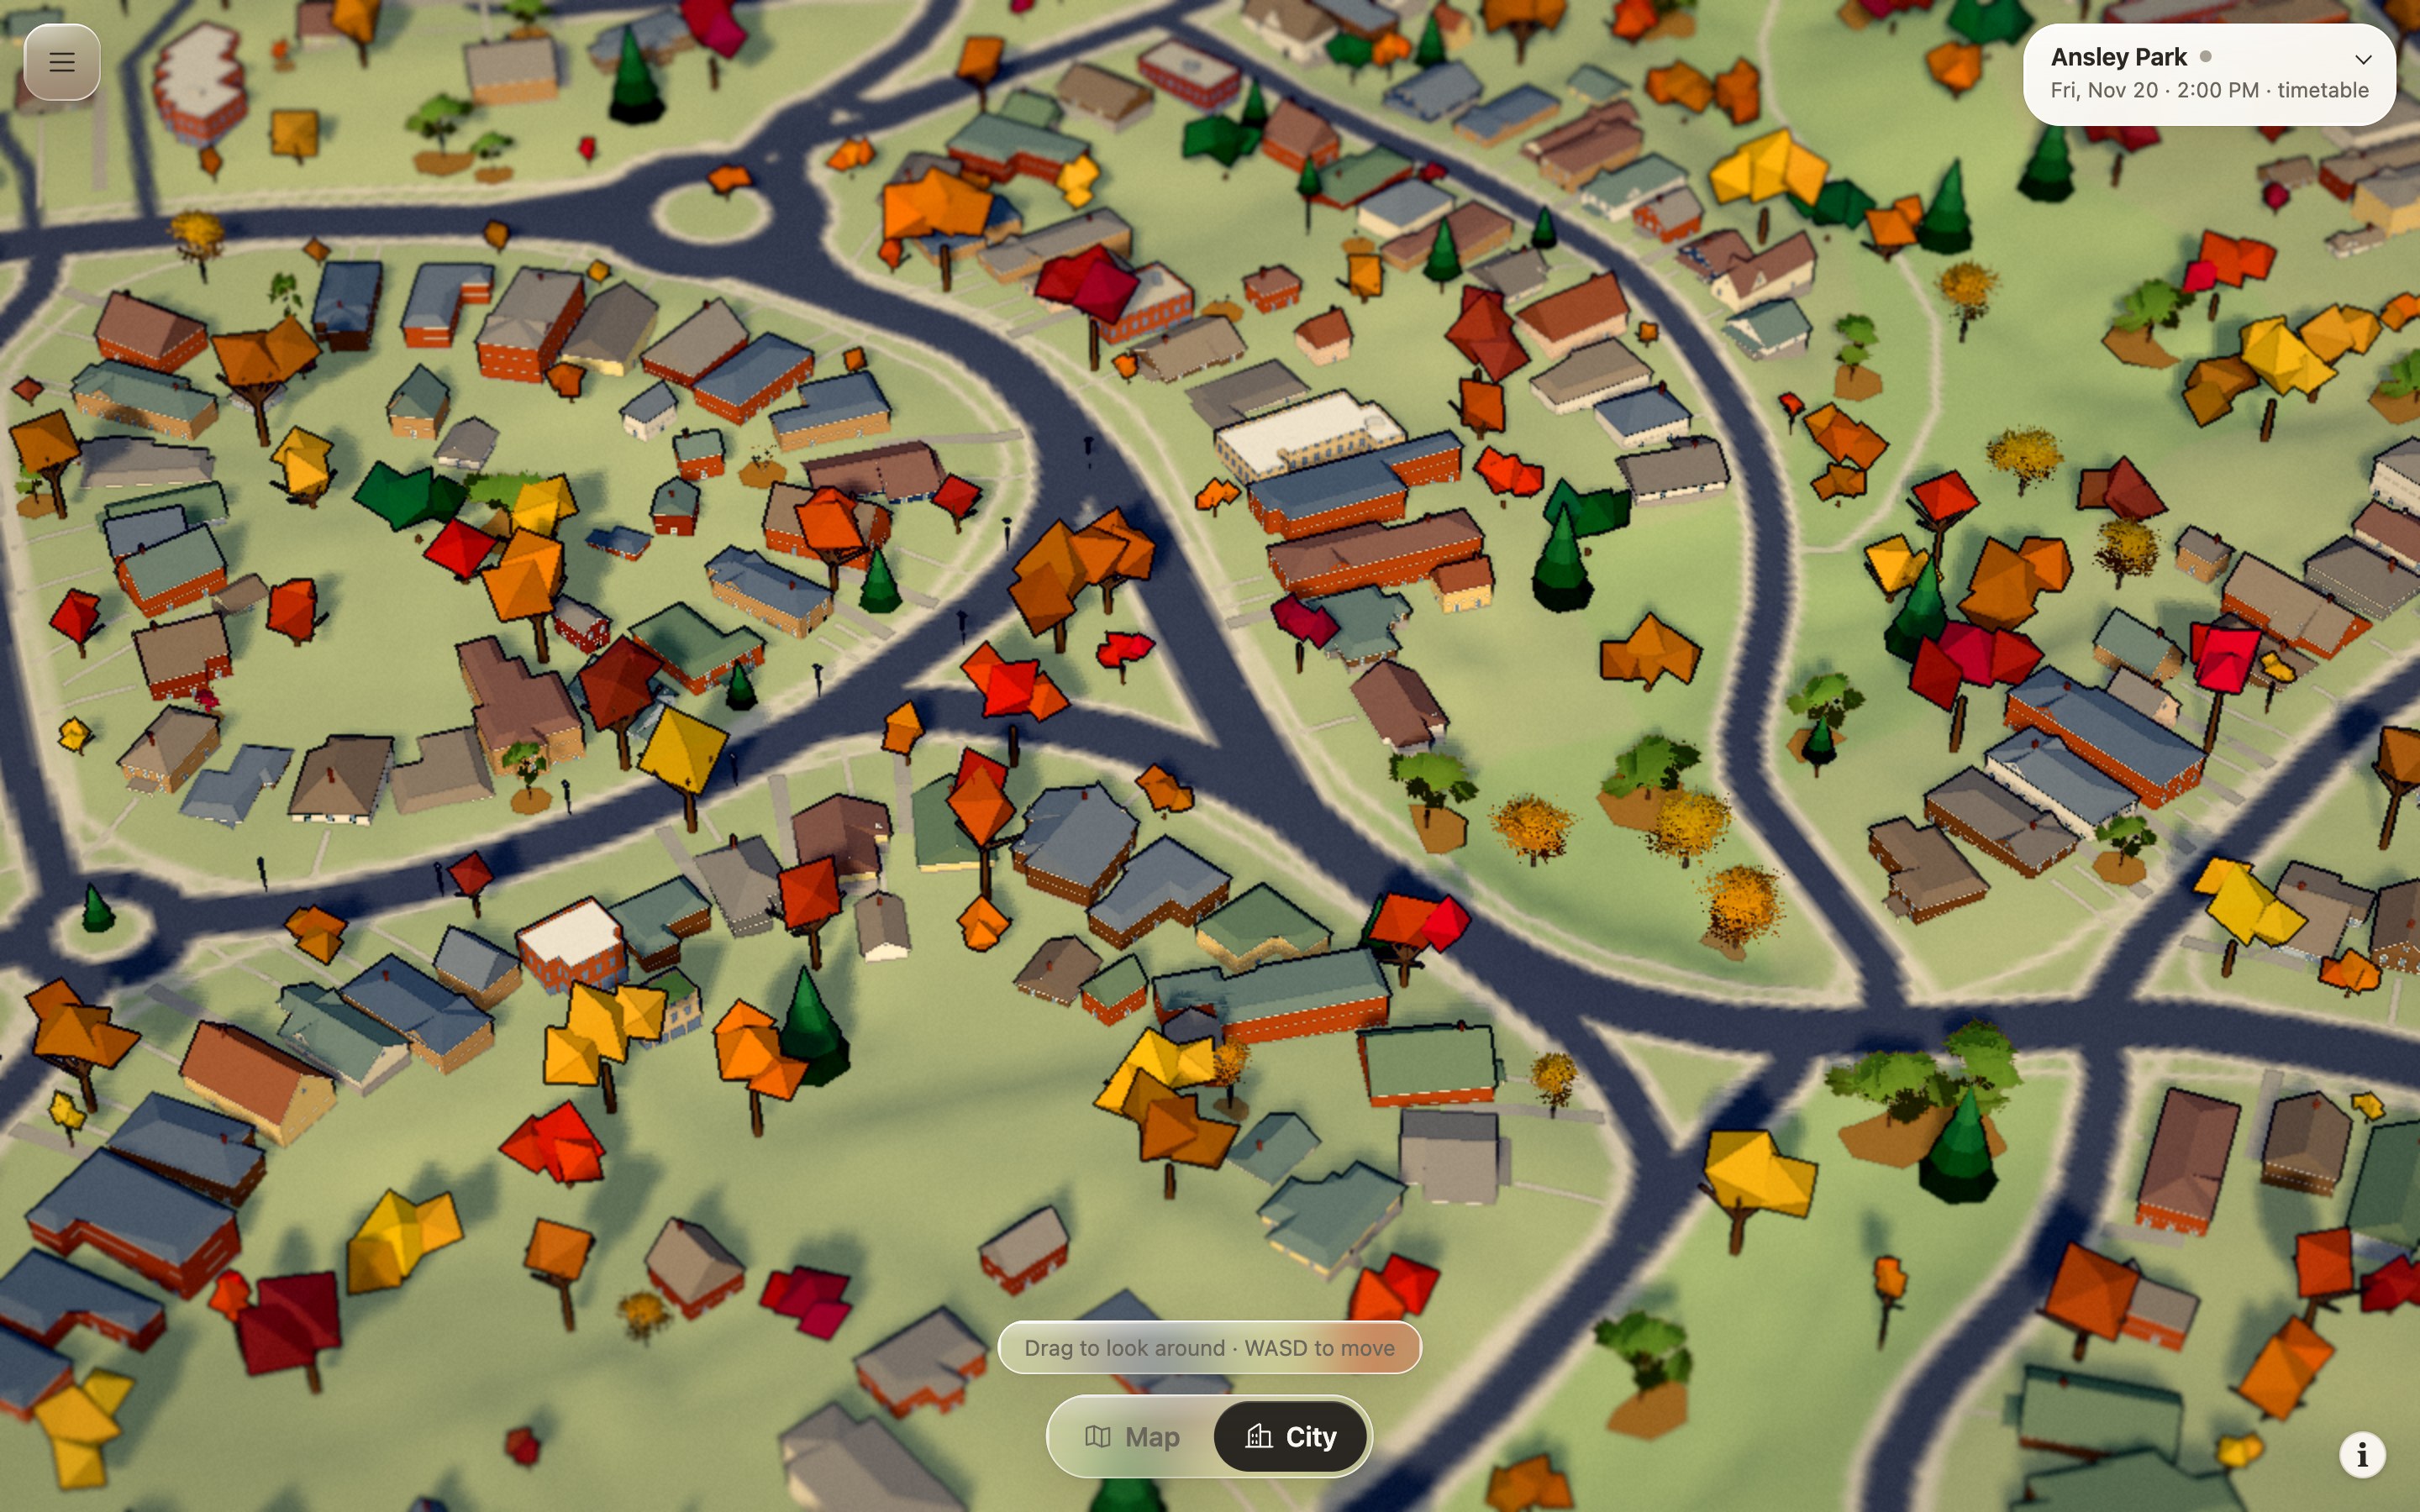 Ansley Park
Fri, Nov 20 · 2:00 PM · timetable
Drag to look around · WASD to move
Map
City
i